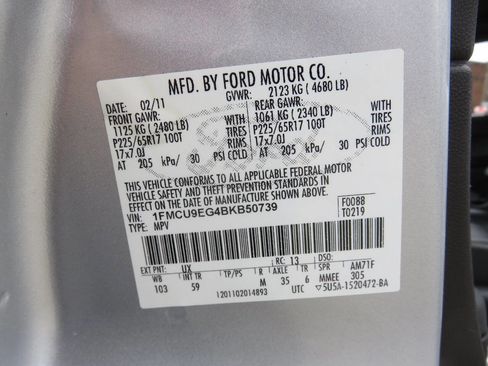 MFD. BY FORD MOTOR CO.
DATE: 02/11 GVWR: 2123 KG ( 4680 LB)
FRONT GAWR: REAR GAWR: WITH
1125 KG ( 2480 LB) WITH 1061 KG ( 2340 LB) TIRES
P225/65R17 100T TIRES P225/65R17 100T RIMS
17x7.0J RIMS 17x7.0J
AT 205 kPa/ 30 PSI COLD AT 205 kPa/ 30 PSI COLD
THIS VEHICLE CONFORMS TO ALL APPLICABLE FEDERAL MOTOR
VEHICLE SAFETY AND THEFT PREVENTION STANDARDS IN
EFFECT ON THE DATE OF MANUFACTURE SHOWN ABOVE.
VIN: 1FMCU9EG4BKB50739 F0088
TYPE: MPV T0219
EXT PNT: UX RC: 13 DSO:
WB INT TR TP/PS R AXLE TR SPR AM71F
103 59 M 35 6 MMEE 305
1201102014893 UTC ▽5U5A-1520472-BA